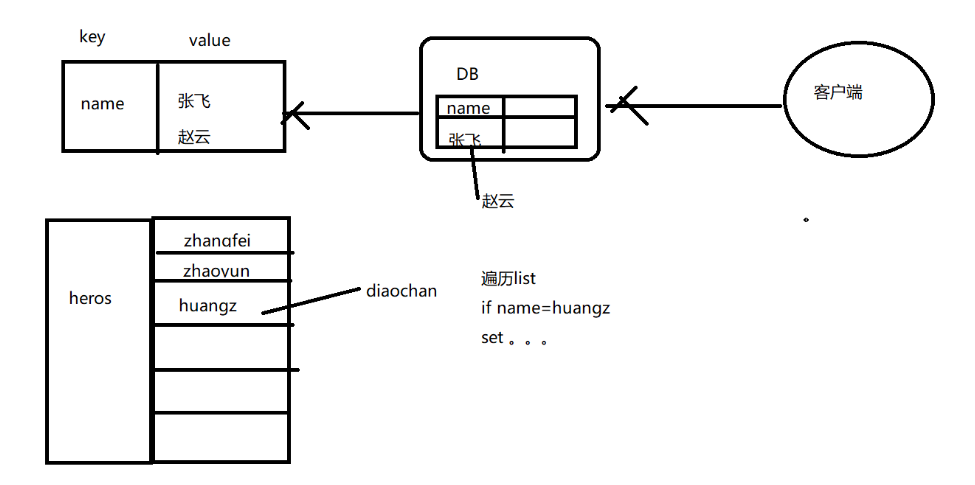 key
value
DB
name
张飞
赵云
name
张飞
赵云
客户端
heros
zhangfei
zhaoyun
huangz
diaochan
遍历list
if name=huangz
set 。。。
。